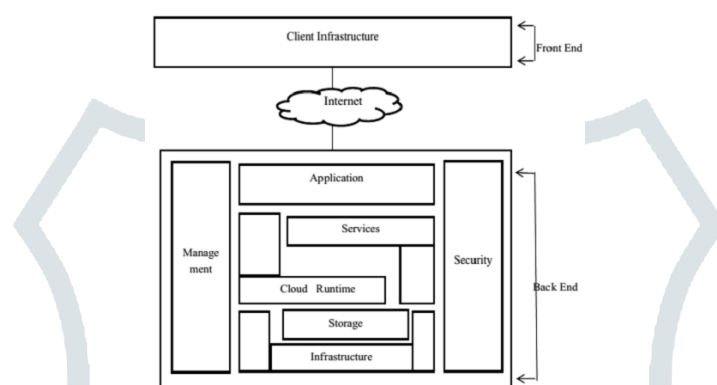 Client Infrastructure
Front End
Internet
Application
Services
Manage
ment
Security
Cloud Runtime
Back End
Storage
Infrastructure